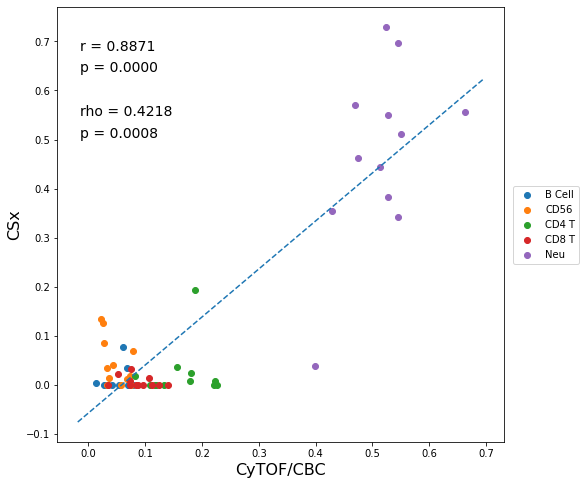 r = 0.8871
p = 0.0000
rho = 0.4218
p = 0.0008
0.7
0.6
0.5
0.4
0.3
0.2
0.1
0.0
−0.1
CSx
0.0 0.1 0.2 0.3 0.4 0.5 0.6 0.7
CyTOF/CBC
B Cell
CD56
CD4 T
CD8 T
Neu